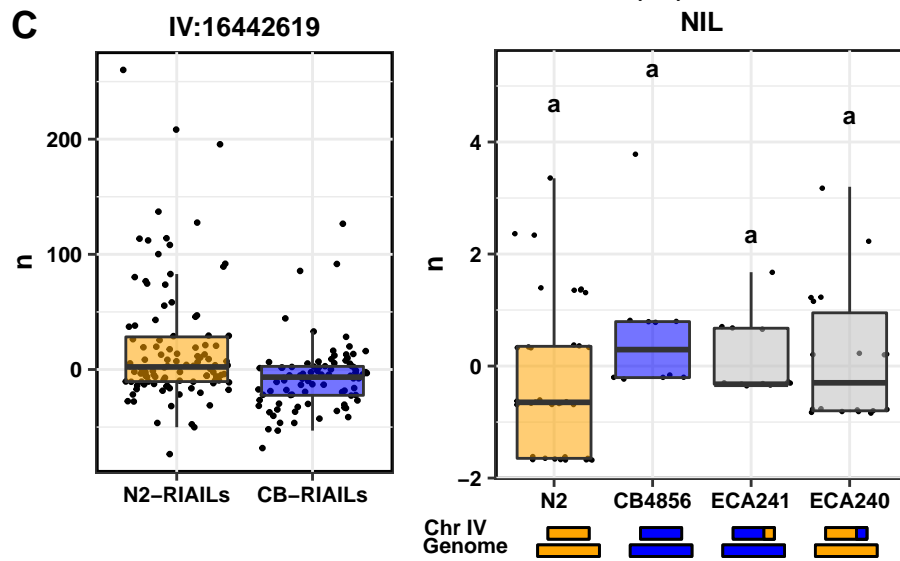 C
IV:16442619
n
200
100
0
N2−RIAILs CB−RIAILs
NIL
n
4
2
0
−2
a
a
a
a
N2 CB4856 ECA241 ECA240
Chr IV
Genome